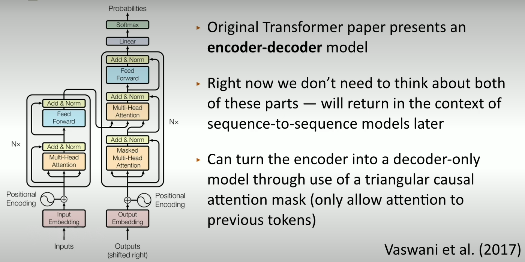 Probabilities
Softmax
Linear
Add & Norm
Feed
Forward
Add & Norm
Multi-Head
Attention
Add & Norm
Masked
Multi-Head
Attention
Nx
Add & Norm
Feed
Forward
Add & Norm
Multi-Head
Attention
Nx
Positional
Encoding
Positional
Encoding
Input
Embedding
Output
Embedding
Inputs
Outputs
(shifted right)
‣ Original Transformer paper presents an
encoder-decoder model
‣ Right now we don't need to think about both
of these parts — will return in the context of
sequence-to-sequence models later
‣ Can turn the encoder into a decoder-only
model through use of a triangular causal
attention mask (only allow attention to
previous tokens)
Vaswani et al. (2017)